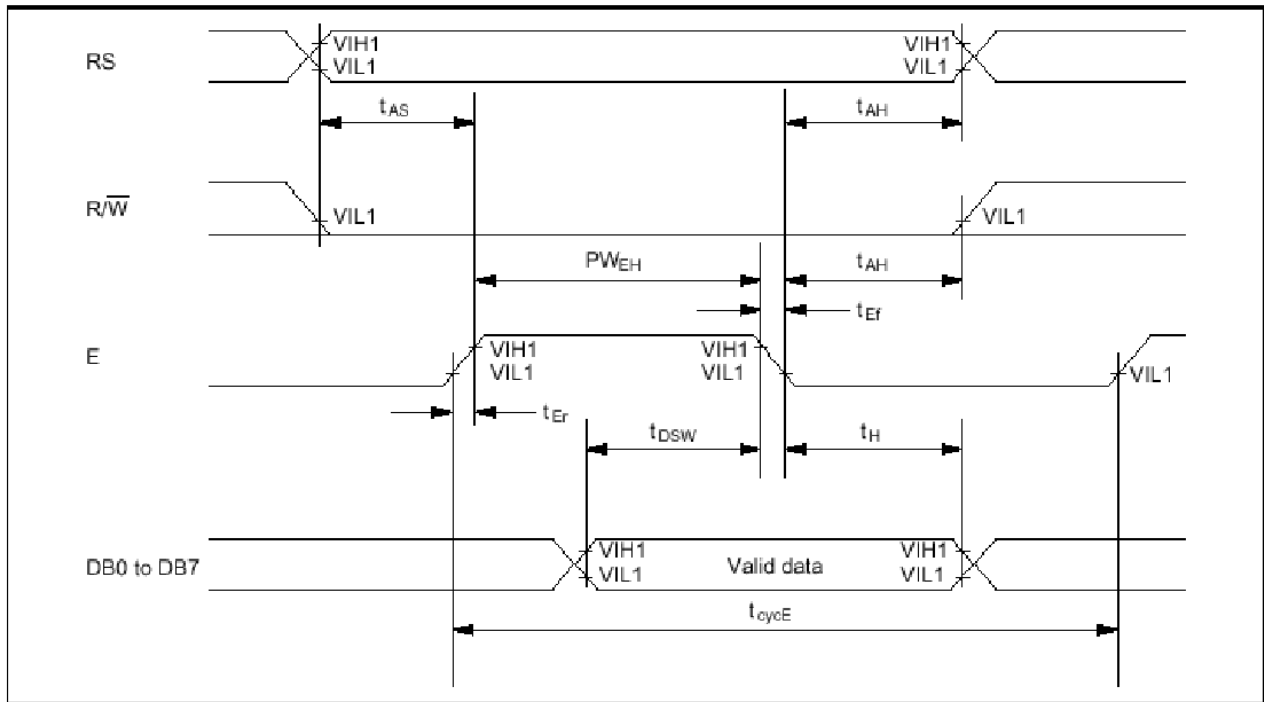 RS
VIH1
VIL1
VIH1
VIL1
tAS
tAH
R/W̅
VIL1
VIL1
PWEH
tAH
tEf
E
VIH1
VIL1
VIH1
VIL1
VIL1
tEr
tDSW
tH
DB0 to DB7
VIH1
VIL1
Valid data
VIH1
VIL1
tcycE